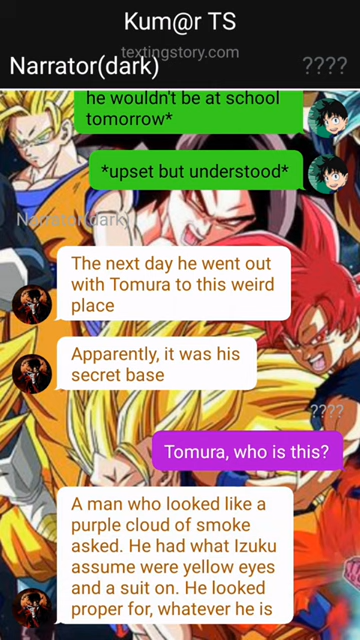 Kum@r TS
textingstory.com
Narrator(dark)
????
he wouldn't be at school
tomorrow*
*upset but understood*
Narrator(dark)
The next day he went out
with Tomura to this weird
place
Apparently, it was his
secret base
????
Tomura, who is this?
A man who looked like a
purple cloud of smoke
asked. He had what Izuku
assume were yellow eyes
and a suit on. He looked
proper for, whatever he is